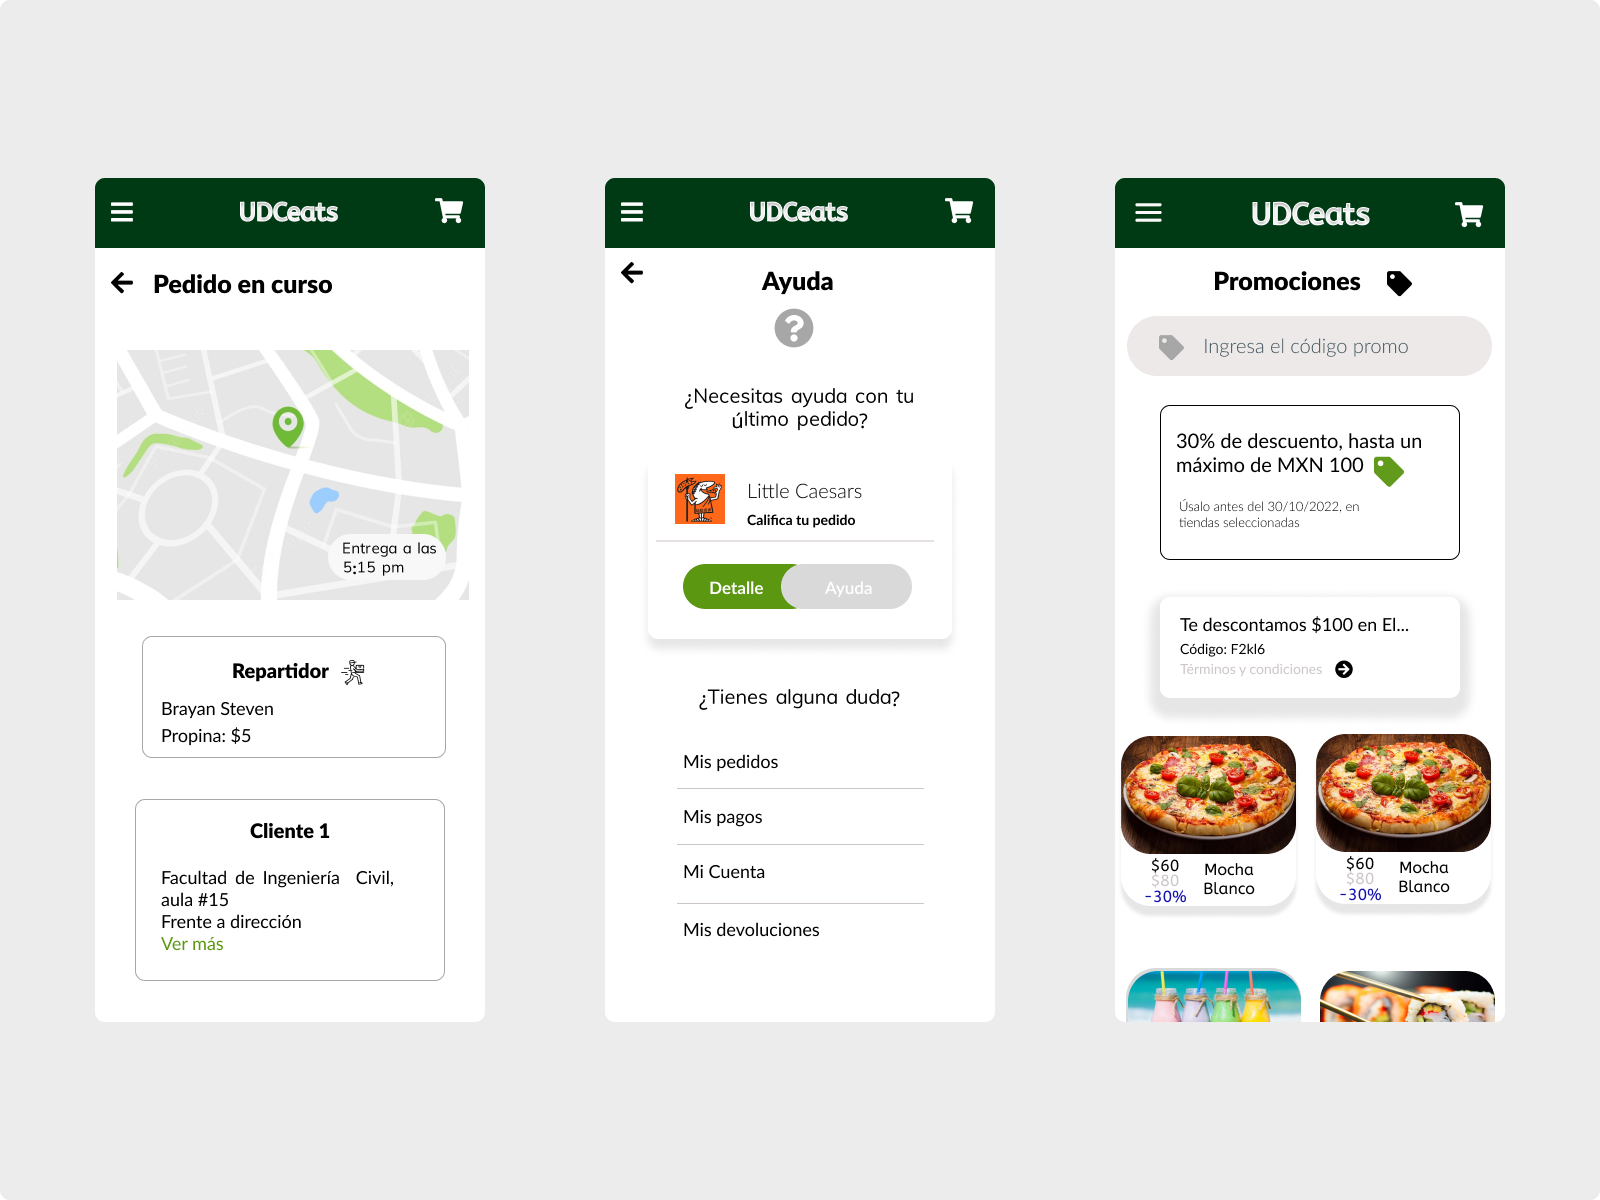 UDCeats
Pedido en curso
Entrega a las
5:15 pm
Repartidor
Brayan Steven
Propina: $5
Cliente 1
Facultad de Ingeniería Civil,
aula #15
Frente a dirección
Ver más
UDCeats
Ayuda
?
¿Necesitas ayuda con tu
último pedido?
Little Caesars
Califica tu pedido
Detalle
Ayuda
¿Tienes alguna duda?
Mis pedidos
Mis pagos
Mi Cuenta
Mis devoluciones
UDCeats
Promociones
Ingresa el código promo
30% de descuento, hasta un
máximo de MXN 100
Úsalo antes del 30/10/2022, en
tiendas seleccionadas
Te descontamos $100 en El...
Código: F2kl6
Términos y condiciones
$60
$80
-30%
Mocha
Blanco
$60
$80
-30%
Mocha
Blanco